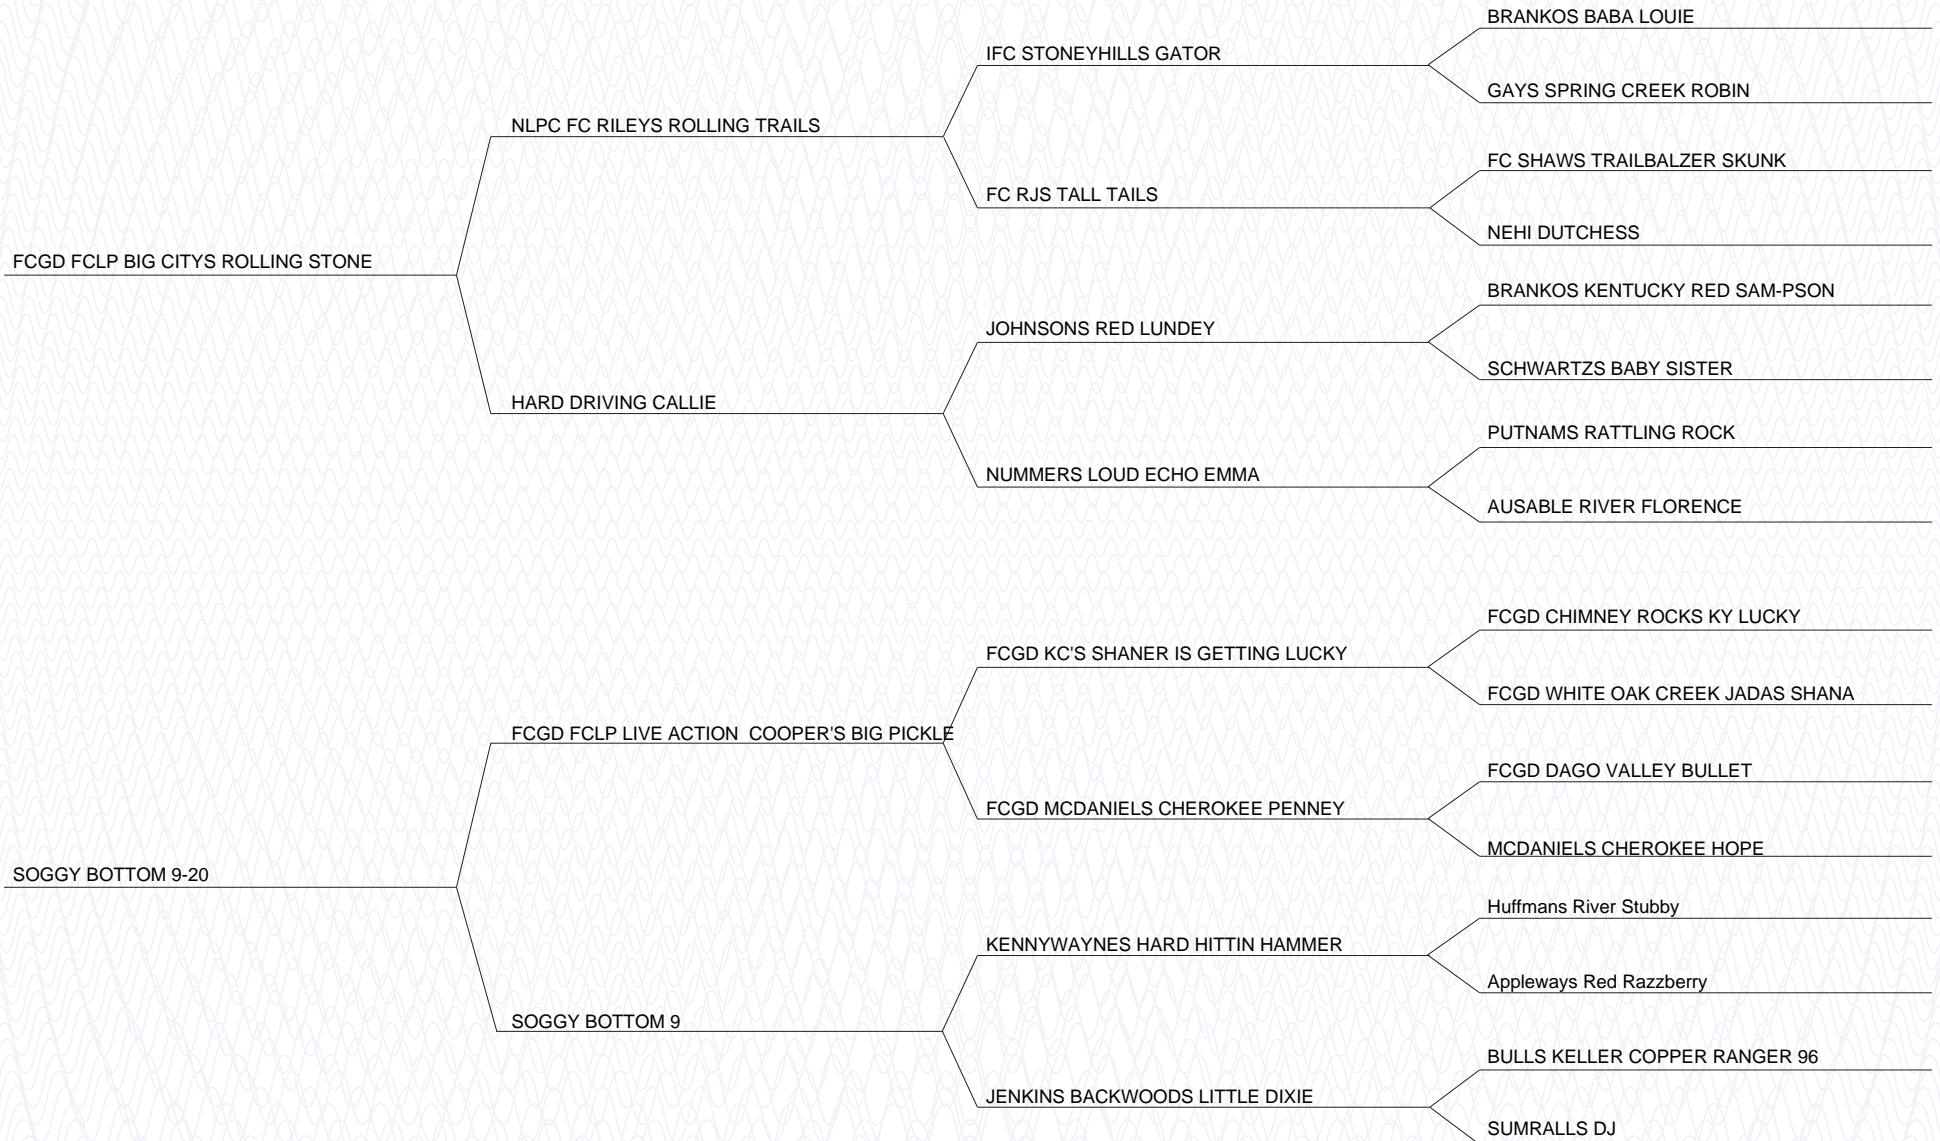 BRANKOS BABA LOUIE
IFC STONEYHILLS GATOR
GAYS SPRING CREEK ROBIN
NLPC FC RILEYS ROLLING TRAILS
FC SHAWS TRAILBALZER SKUNK
FC RJS TALL TAILS
NEHI DUTCHESS
FCGD FCLP BIG CITYS ROLLING STONE
BRANKOS KENTUCKY RED SAM-PSON
JOHNSONS RED LUNDEY
SCHWARTZS BABY SISTER
HARD DRIVING CALLIE
PUTNAMS RATTLING ROCK
NUMMERS LOUD ECHO EMMA
AUSABLE RIVER FLORENCE
FCGD CHIMNEY ROCKS KY LUCKY
FCGD KC'S SHANER IS GETTING LUCKY
FCGD WHITE OAK CREEK JADAS SHANA
FCGD FCLP LIVE ACTION  COOPER'S BIG PICKLE
FCGD DAGO VALLEY BULLET
FCGD MCDANIELS CHEROKEE PENNEY
MCDANIELS CHEROKEE HOPE
SOGGY BOTTOM 9-20
Huffmans River Stubby
KENNYWAYNES HARD HITTIN HAMMER
Appleways Red Razzberry
SOGGY BOTTOM 9
BULLS KELLER COPPER RANGER 96
JENKINS BACKWOODS LITTLE DIXIE
SUMRALLS DJ